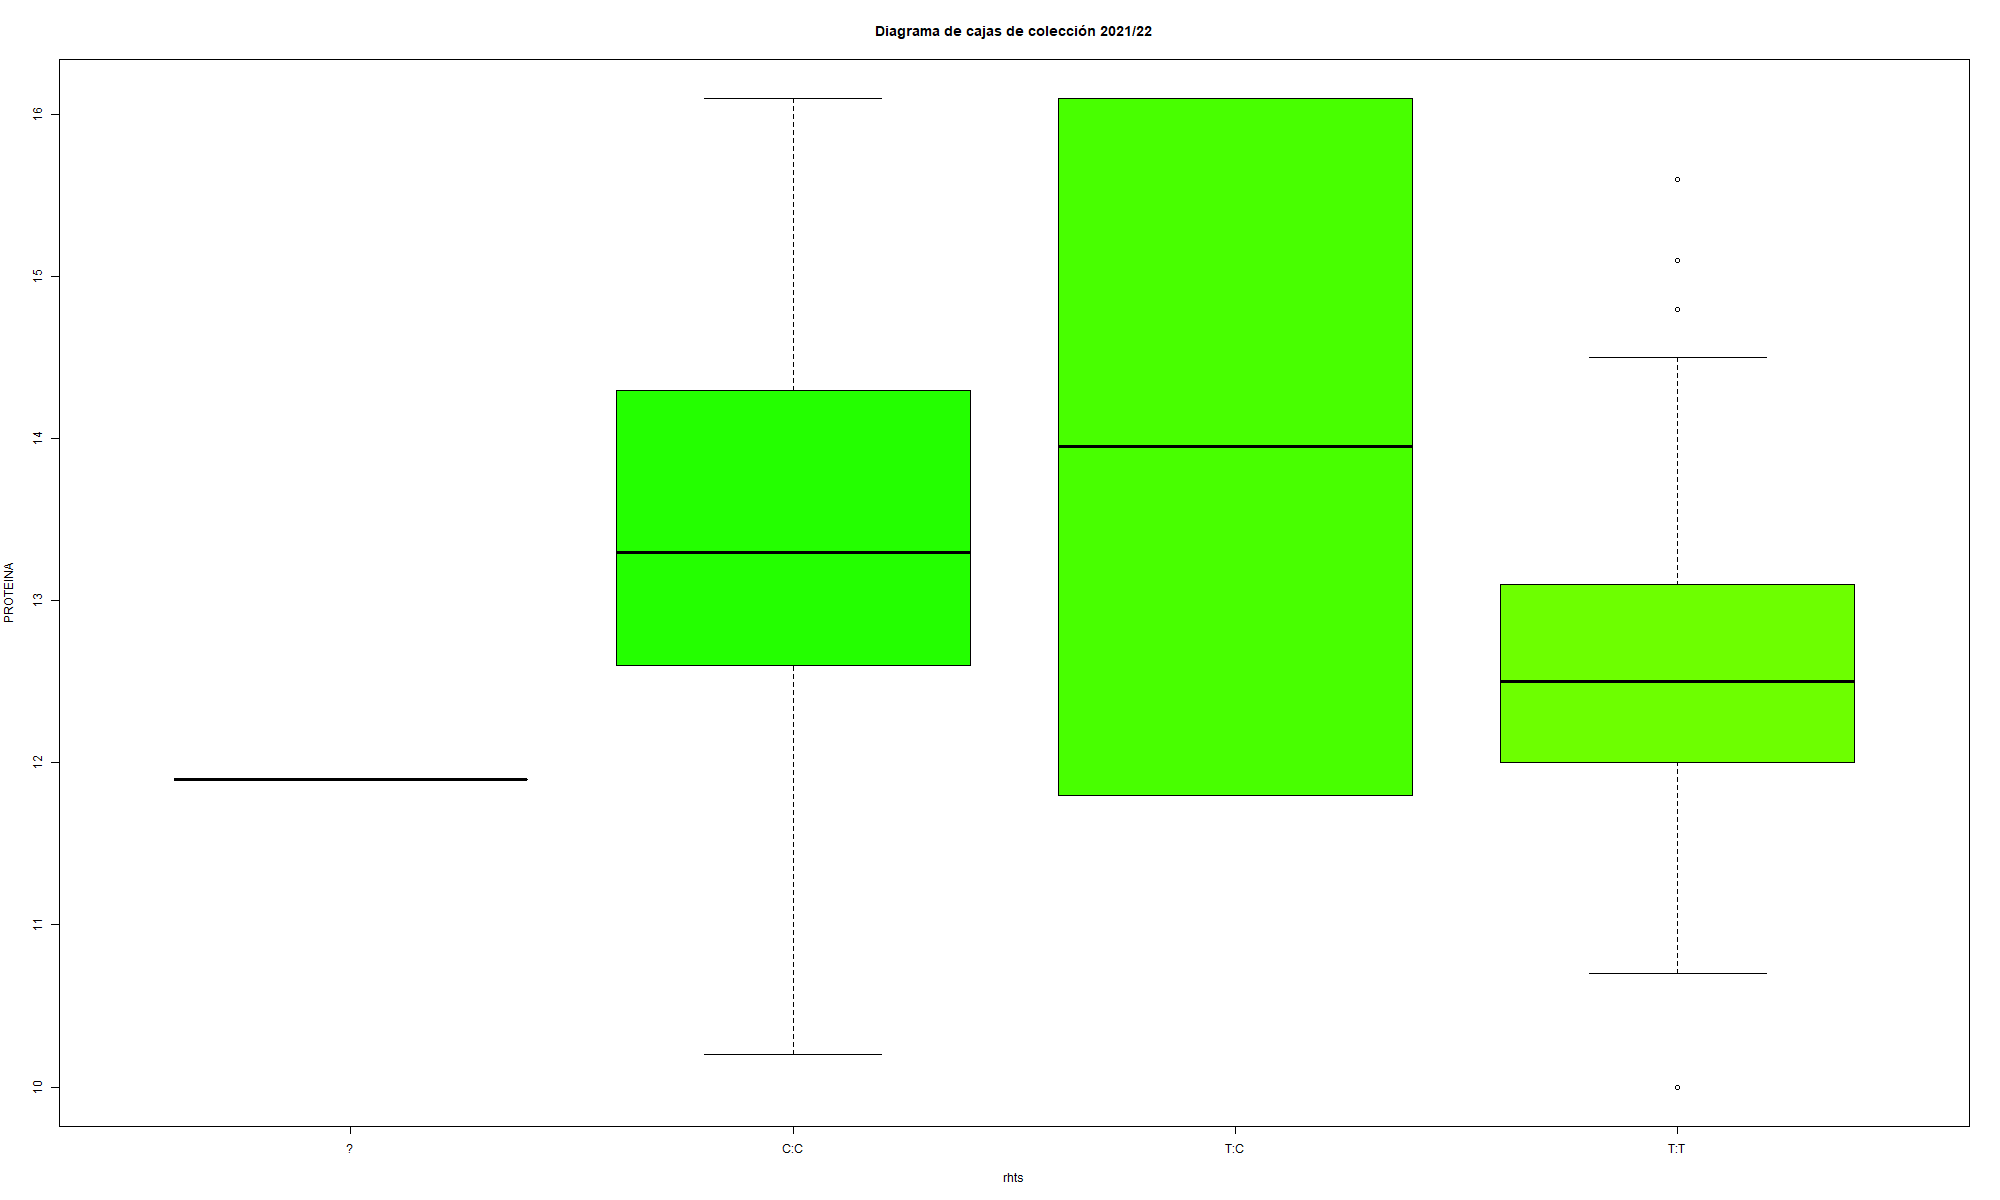 Diagrama de cajas de colección 2021/22
PROTEINA
16
15
14
13
12
11
10
?
C:C
T:C
T:T
rhts